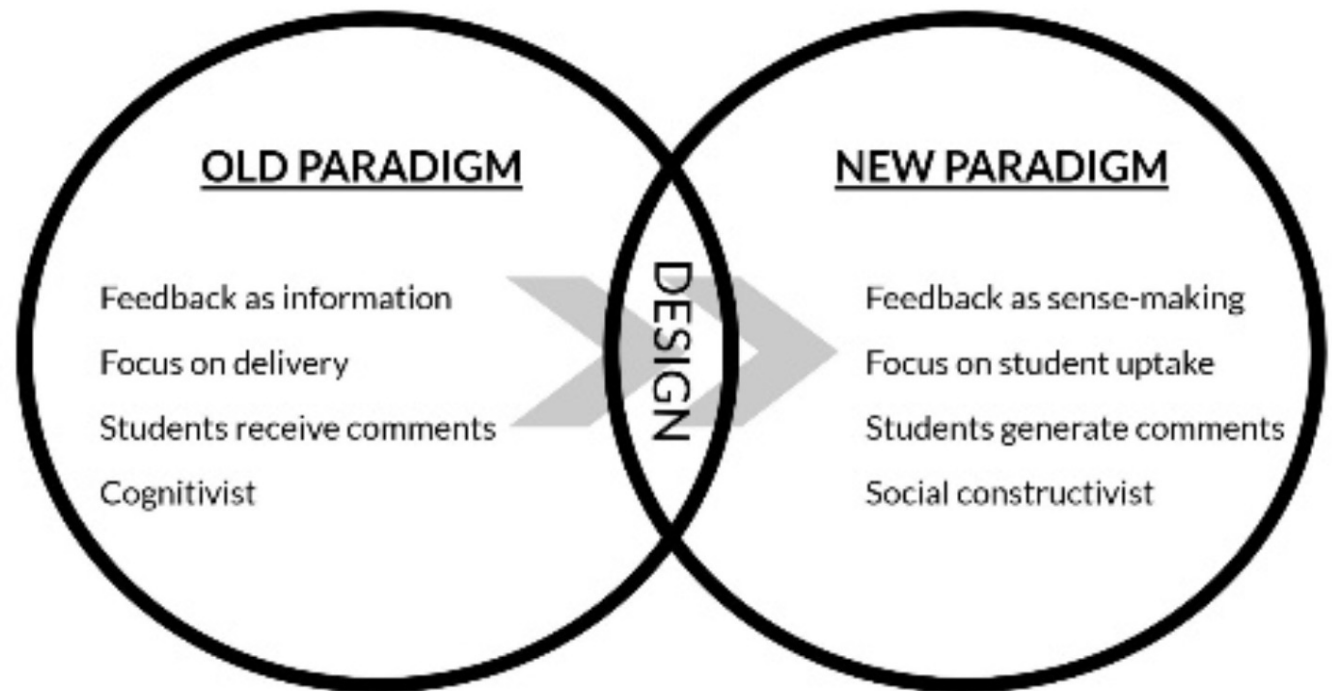 OLD PARADIGM
Feedback as information
Focus on delivery
Students receive comments
Cognitivist
DESIGN
NEW PARADIGM
Feedback as sense-making
Focus on student uptake
Students generate comments
Social constructivist